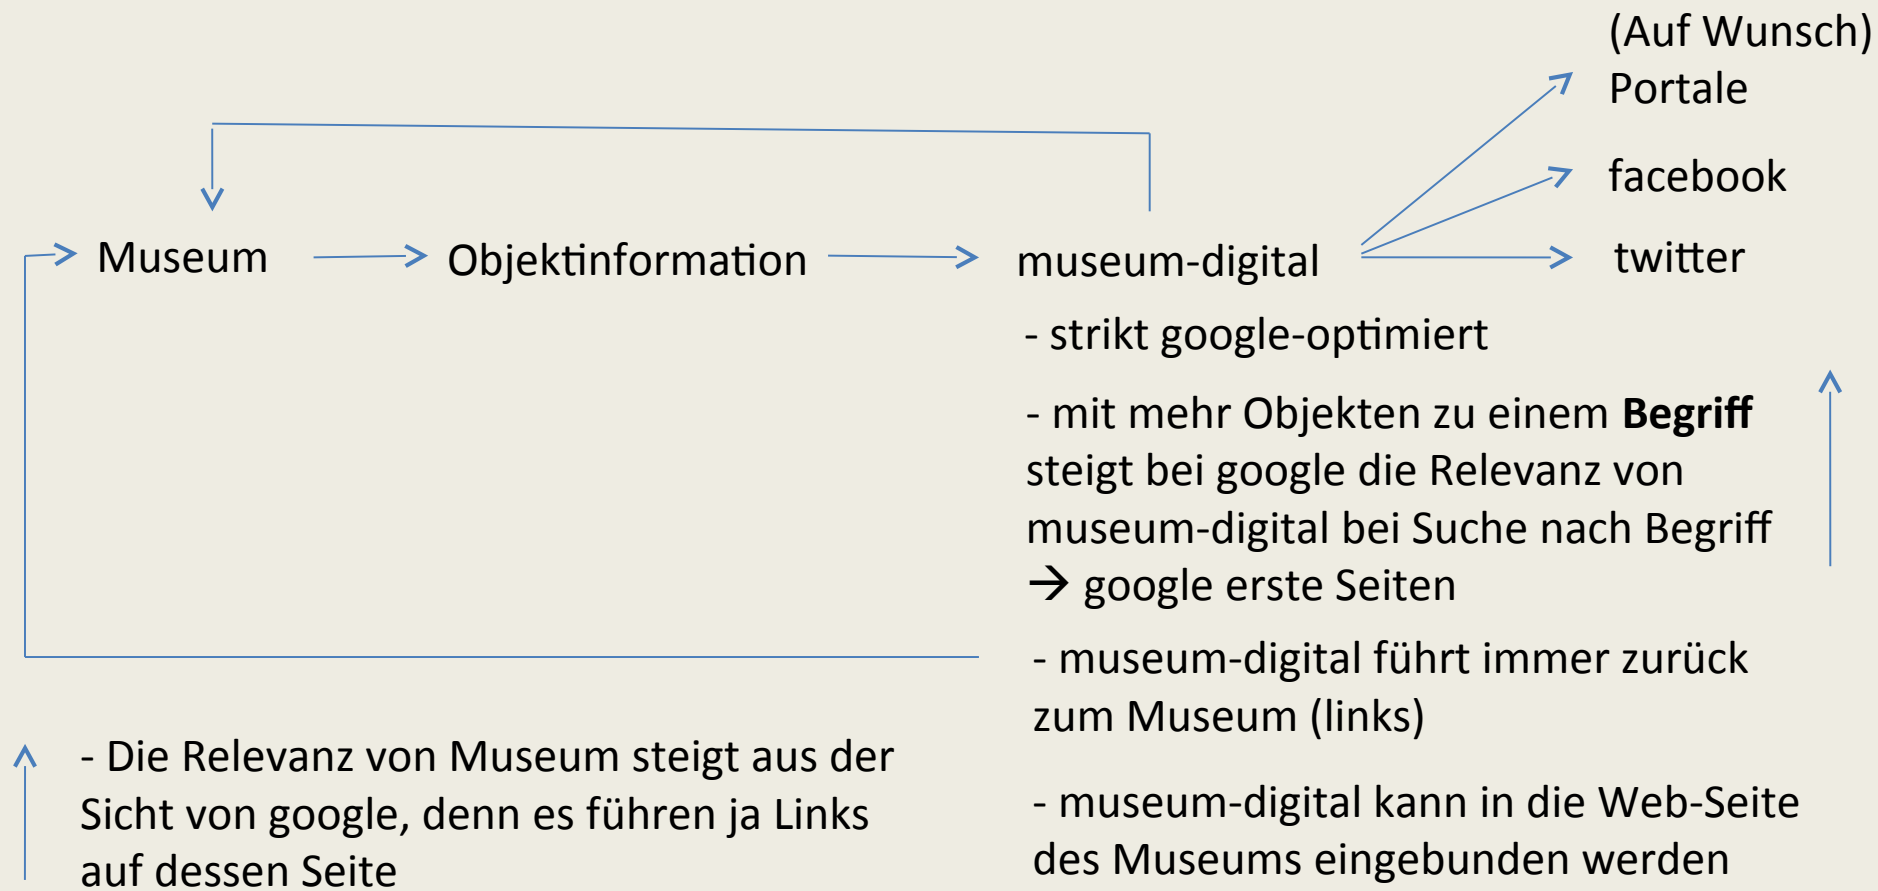 (Auf Wunsch)
Portale
facebook
Museum
Objektinformation
museum-digital
twitter
- strikt google-optimiert
- mit mehr Objekten zu einem Begriff
steigt bei google die Relevanz von
museum-digital bei Suche nach Begriff
→ google erste Seiten
- museum-digital führt immer zurück
zum Museum (links)
- Die Relevanz von Museum steigt aus der
Sicht von google, denn es führen ja Links
auf dessen Seite
- museum-digital kann in die Web-Seite
des Museums eingebunden werden